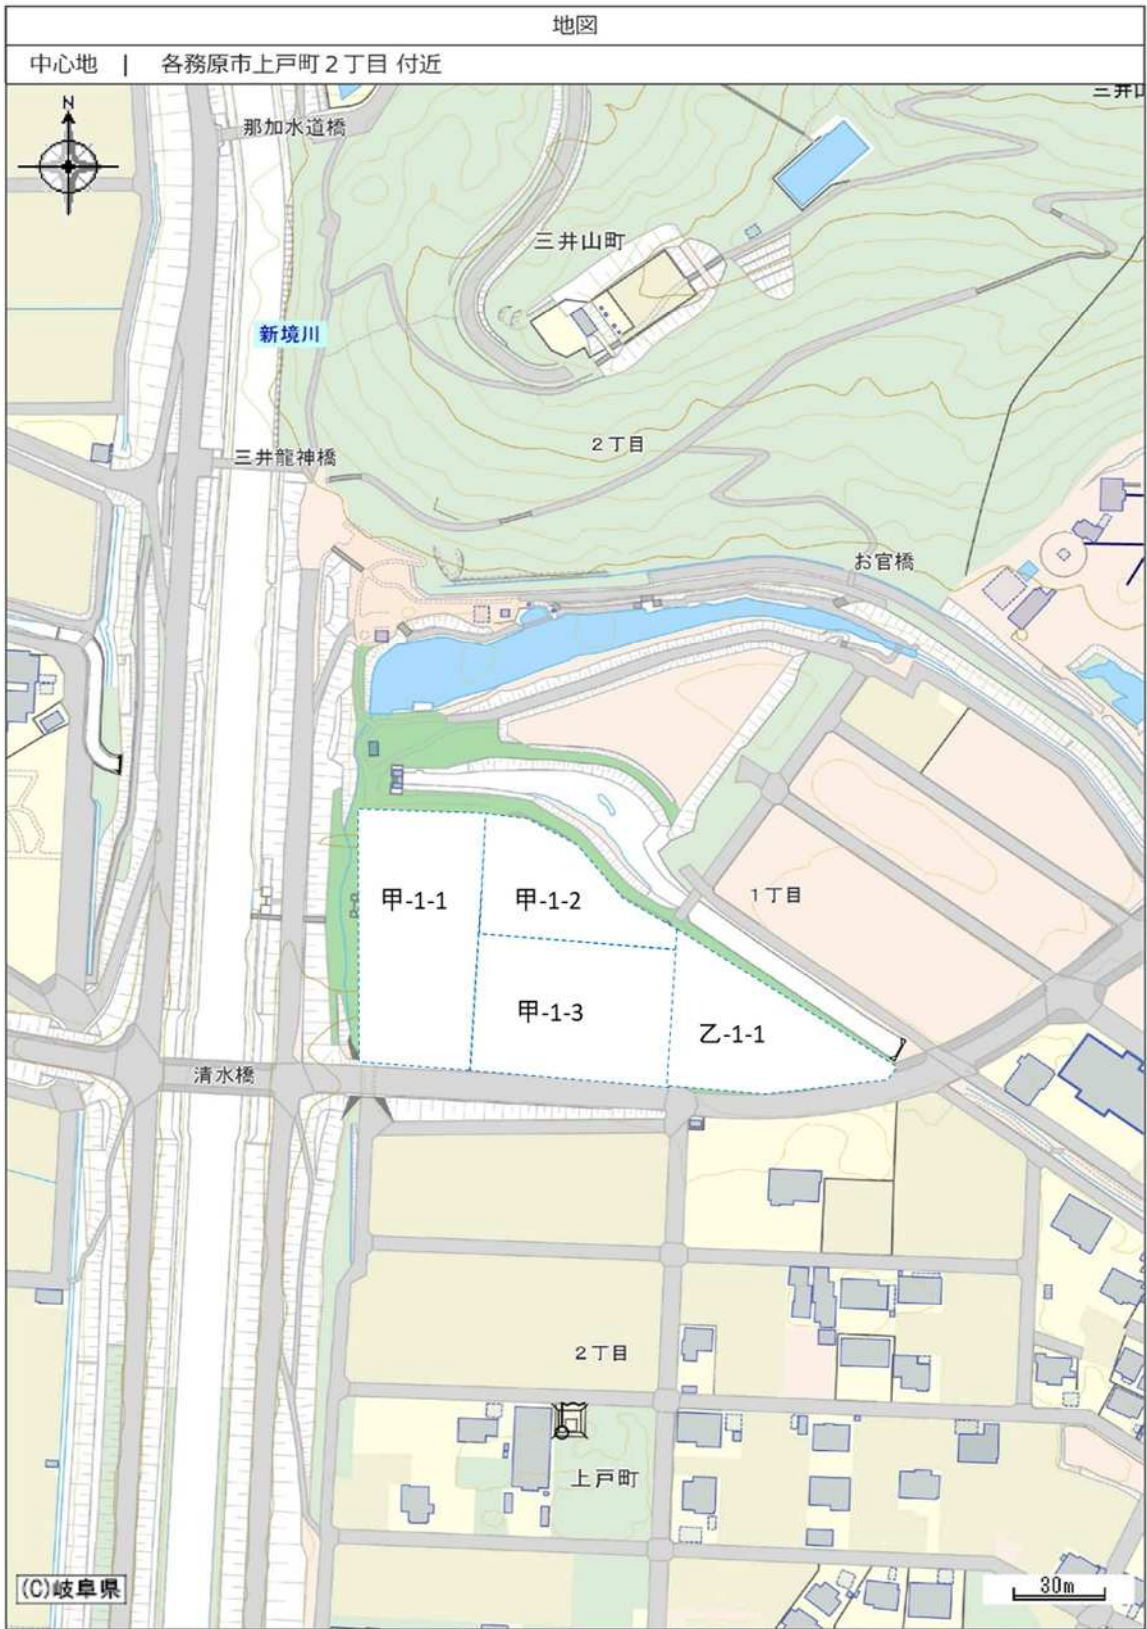 地図
中心地 | 各務原市上戸町２丁目 付近
N
那加水道橋
三井山町
新境川
２丁目
三井龍神橋
お官橋
甲-1-1
甲-1-2
１丁目
甲-1-3
乙-1-1
清水橋
２丁目
上戸町
(C)岐阜県
30m